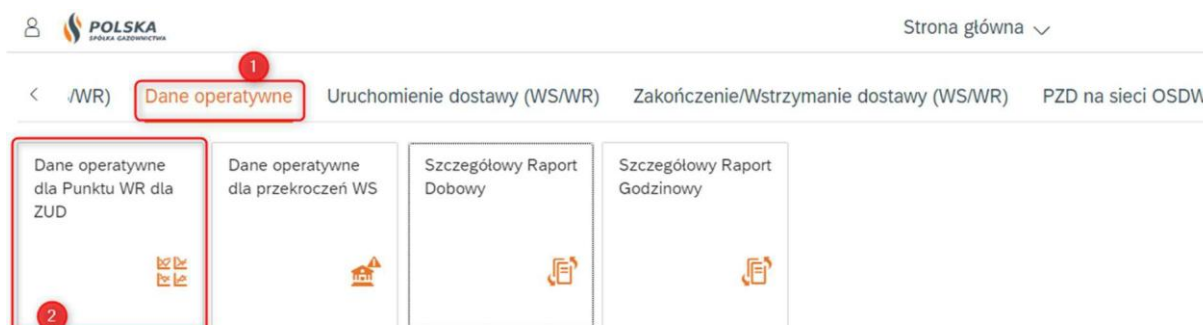 POLSKA
SPÓŁKA GAZOWNICTWA
Strona główna
1
/WR) Dane operatywne Uruchomienie dostawy (WS/WR) Zakończenie/Wstrzymanie dostawy (WS/WR) PZD na sieci OSDW
Dane operatywne
dla Punktu WR dla
ZUD
Dane operatywne
dla przekroczeń WS
Szczegółowy Raport
Dobowy
Szczegółowy Raport
Godzinowy
2